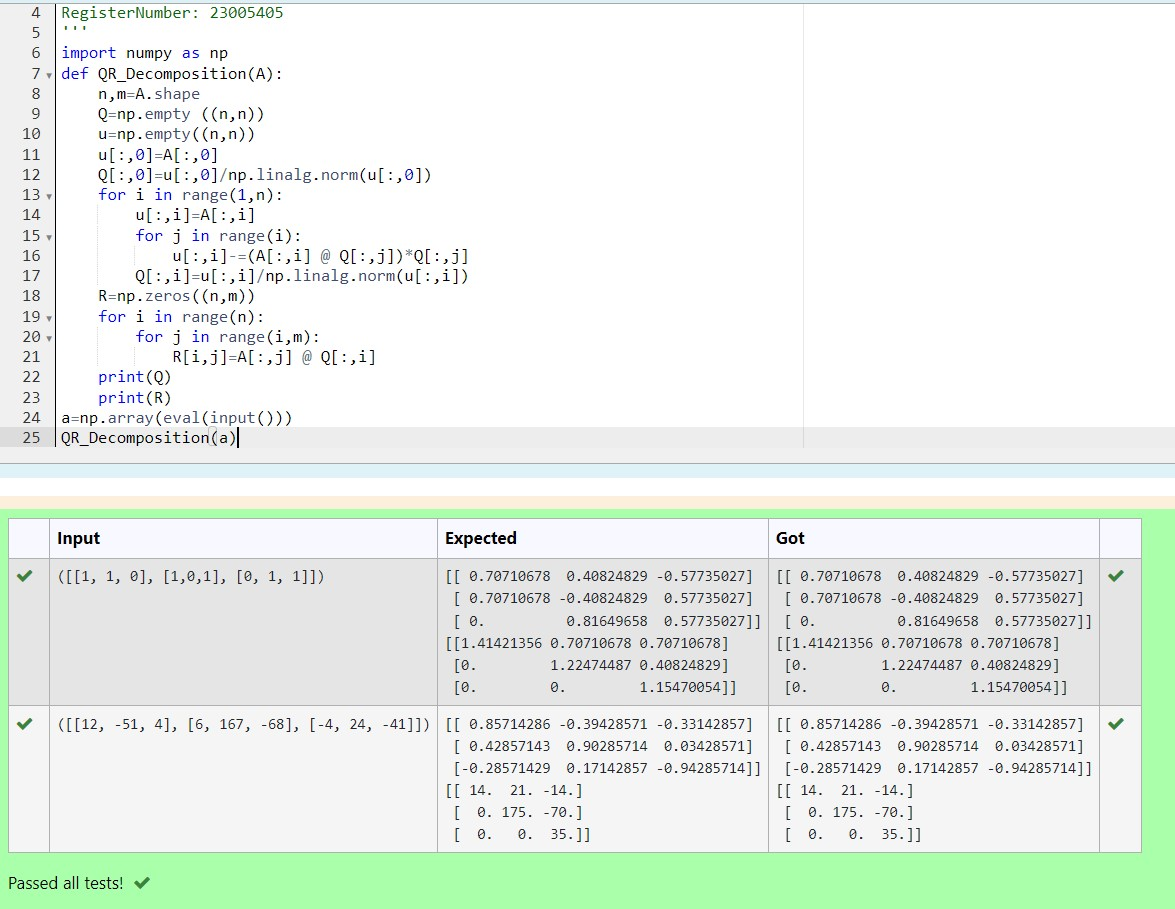 4 RegisterNumber: 23005405
5 '''
6 import numpy as np
7 def QR_Decomposition(A):
8     n,m=A.shape
9     Q=np.empty ((n,n))
10     u=np.empty((n,n))
11     u[:,0]=A[:,0]
12     Q[:,0]=u[:,0]/np.linalg.norm(u[:,0])
13     for i in range(1,n):
14         u[:,i]=A[:,i]
15         for j in range(i):
16             u[:,i]-=(A[:,i] @ Q[:,j])*Q[:,j]
17         Q[:,i]=u[:,i]/np.linalg.norm(u[:,i])
18     R=np.zeros((n,m))
19     for i in range(n):
20         for j in range(i,m):
21             R[i,j]=A[:,j] @ Q[:,i]
22     print(Q)
23     print(R)
24 a=np.array(eval(input()))
25 QR_Decomposition(a)
Input Expected Got
([[1, 1, 0], [1,0,1], [0, 1, 1]]) [[ 0.70710678  0.40824829 -0.57735027] [[ 0.70710678  0.40824829 -0.57735027]
[ 0.70710678 -0.40824829  0.57735027] [ 0.70710678 -0.40824829  0.57735027]
[ 0.          0.81649658  0.57735027]] [ 0.          0.81649658  0.57735027]]
[[1.41421356 0.70710678 0.70710678] [[1.41421356 0.70710678 0.70710678]
[0.         1.22474487 0.40824829] [0.         1.22474487 0.40824829]
[0.         0.         1.15470054]] [0.         0.         1.15470054]]
([[12, -51, 4], [6, 167, -68], [-4, 24, -41]]) [[ 0.85714286 -0.39428571 -0.33142857] [[ 0.85714286 -0.39428571 -0.33142857]
[ 0.42857143  0.90285714  0.03428571] [ 0.42857143  0.90285714  0.03428571]
[-0.28571429  0.17142857 -0.94285714]] [-0.28571429  0.17142857 -0.94285714]]
[[ 14.  21. -14.] [[ 14.  21. -14.]
[  0. 175. -70.] [  0. 175. -70.]
[  0.   0.  35.]] [  0.   0.  35.]]
Passed all tests!